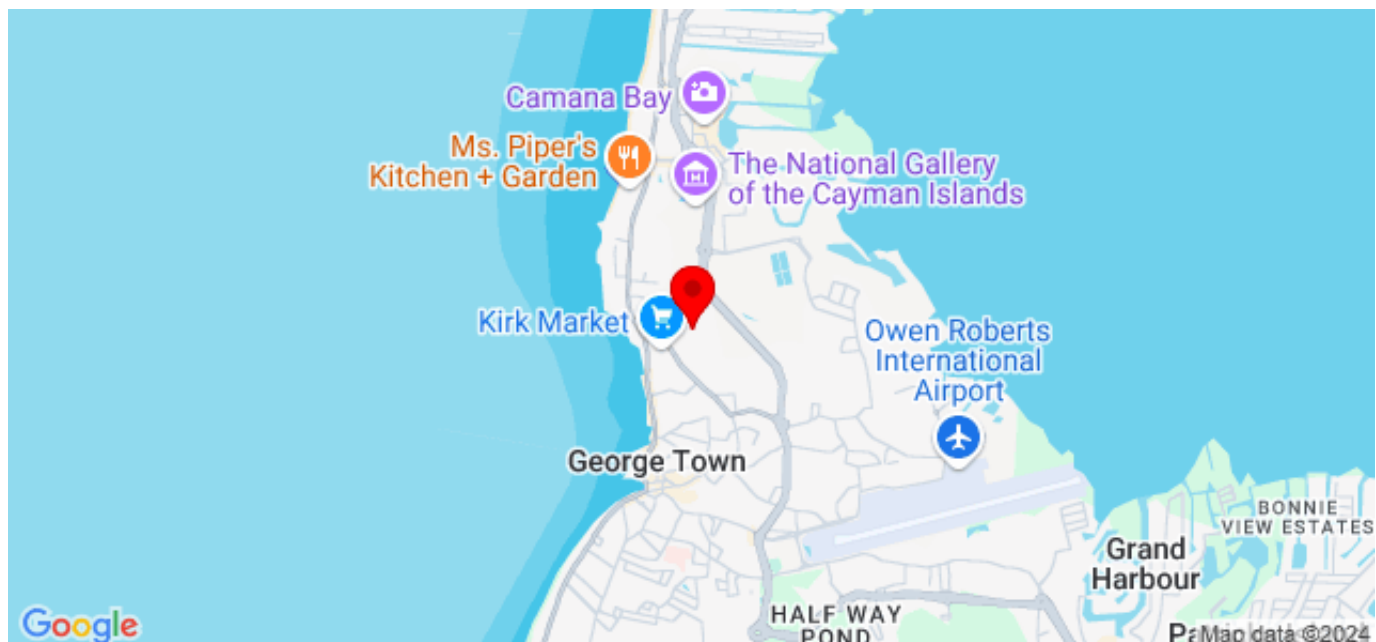 Camana Bay
Ms. Piper's
Kitchen + Garden
The National Gallery
of the Cayman Islands
Kirk Market
Owen Roberts
International
Airport
George Town
BONNIE
VIEW ESTATES
Grand
Harbour
HALF WAY
POND
Google
Map data ©2024